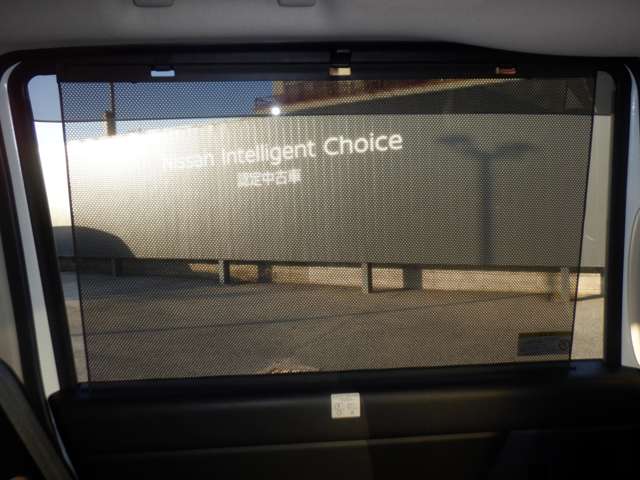 Nissan Intelligent Choice
認定中古車